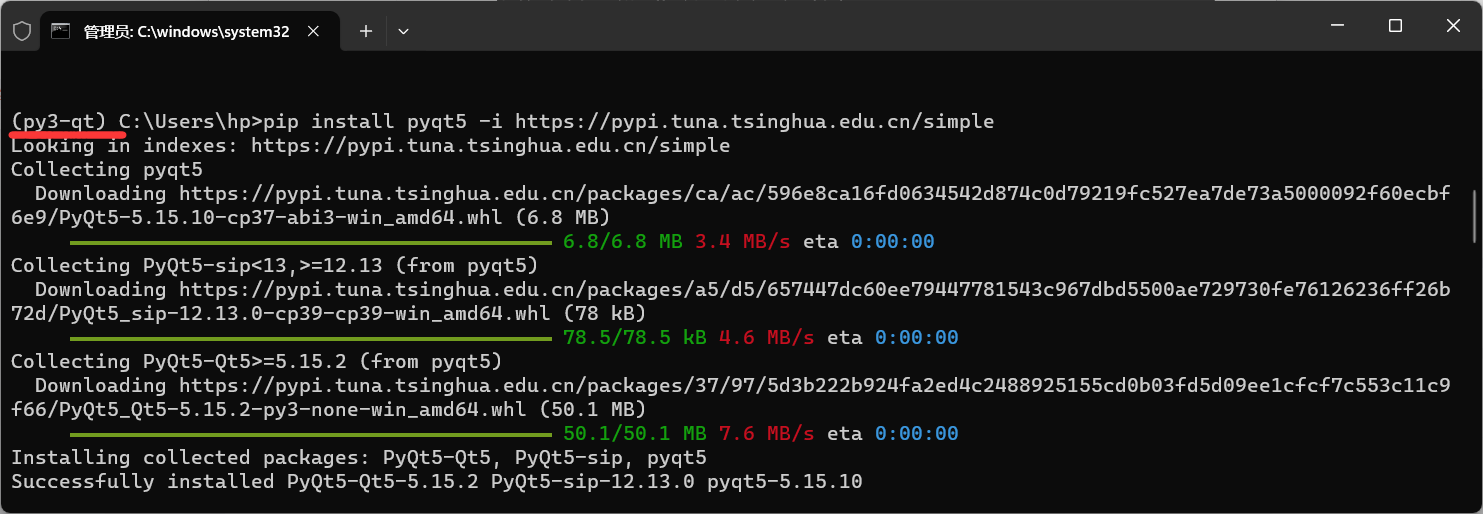 管理员: C:\windows\system32
(py3-qt) C:\Users\hp>pip install pyqt5 -i https://pypi.tuna.tsinghua.edu.cn/simple
Looking in indexes: https://pypi.tuna.tsinghua.edu.cn/simple
Collecting pyqt5
  Downloading https://pypi.tuna.tsinghua.edu.cn/packages/ca/ac/596e8ca16fd0634542d874c0d79219fc527ea7de73a5000092f60ecbf
6e9/PyQt5-5.15.10-cp37-abi3-win_amd64.whl (6.8 MB)
6.8/6.8 MB 3.4 MB/s eta 0:00:00
Collecting PyQt5-sip<13,>=12.13 (from pyqt5)
  Downloading https://pypi.tuna.tsinghua.edu.cn/packages/a5/d5/657447dc60ee79447781543c967dbd5500ae729730fe76126236ff26b
72d/PyQt5_sip-12.13.0-cp39-cp39-win_amd64.whl (78 kB)
78.5/78.5 kB 4.6 MB/s eta 0:00:00
Collecting PyQt5-Qt5>=5.15.2 (from pyqt5)
  Downloading https://pypi.tuna.tsinghua.edu.cn/packages/37/97/5d3b222b924fa2ed4c2488925155cd0b03fd5d09ee1cfcf7c553c11c9
f66/PyQt5_Qt5-5.15.2-py3-none-win_amd64.whl (50.1 MB)
50.1/50.1 MB 7.6 MB/s eta 0:00:00
Installing collected packages: PyQt5-Qt5, PyQt5-sip, pyqt5
Successfully installed PyQt5-Qt5-5.15.2 PyQt5-sip-12.13.0 pyqt5-5.15.10